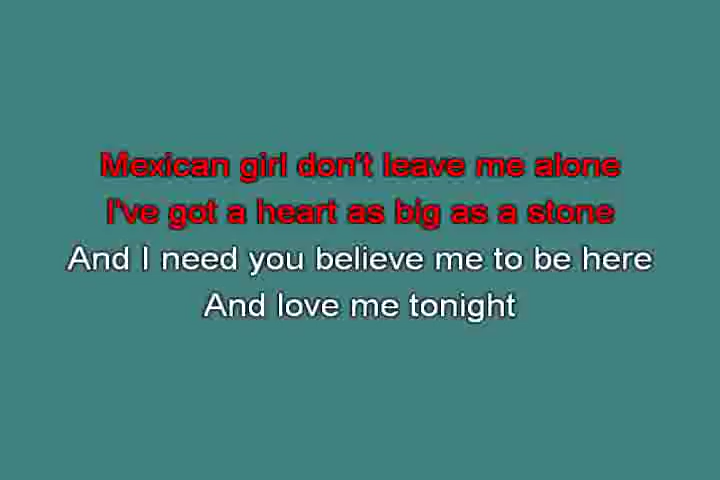 Mexican girl don't leave me alone
I've got a heart as big as a stone
And I need you believe me to be here
And love me tonight